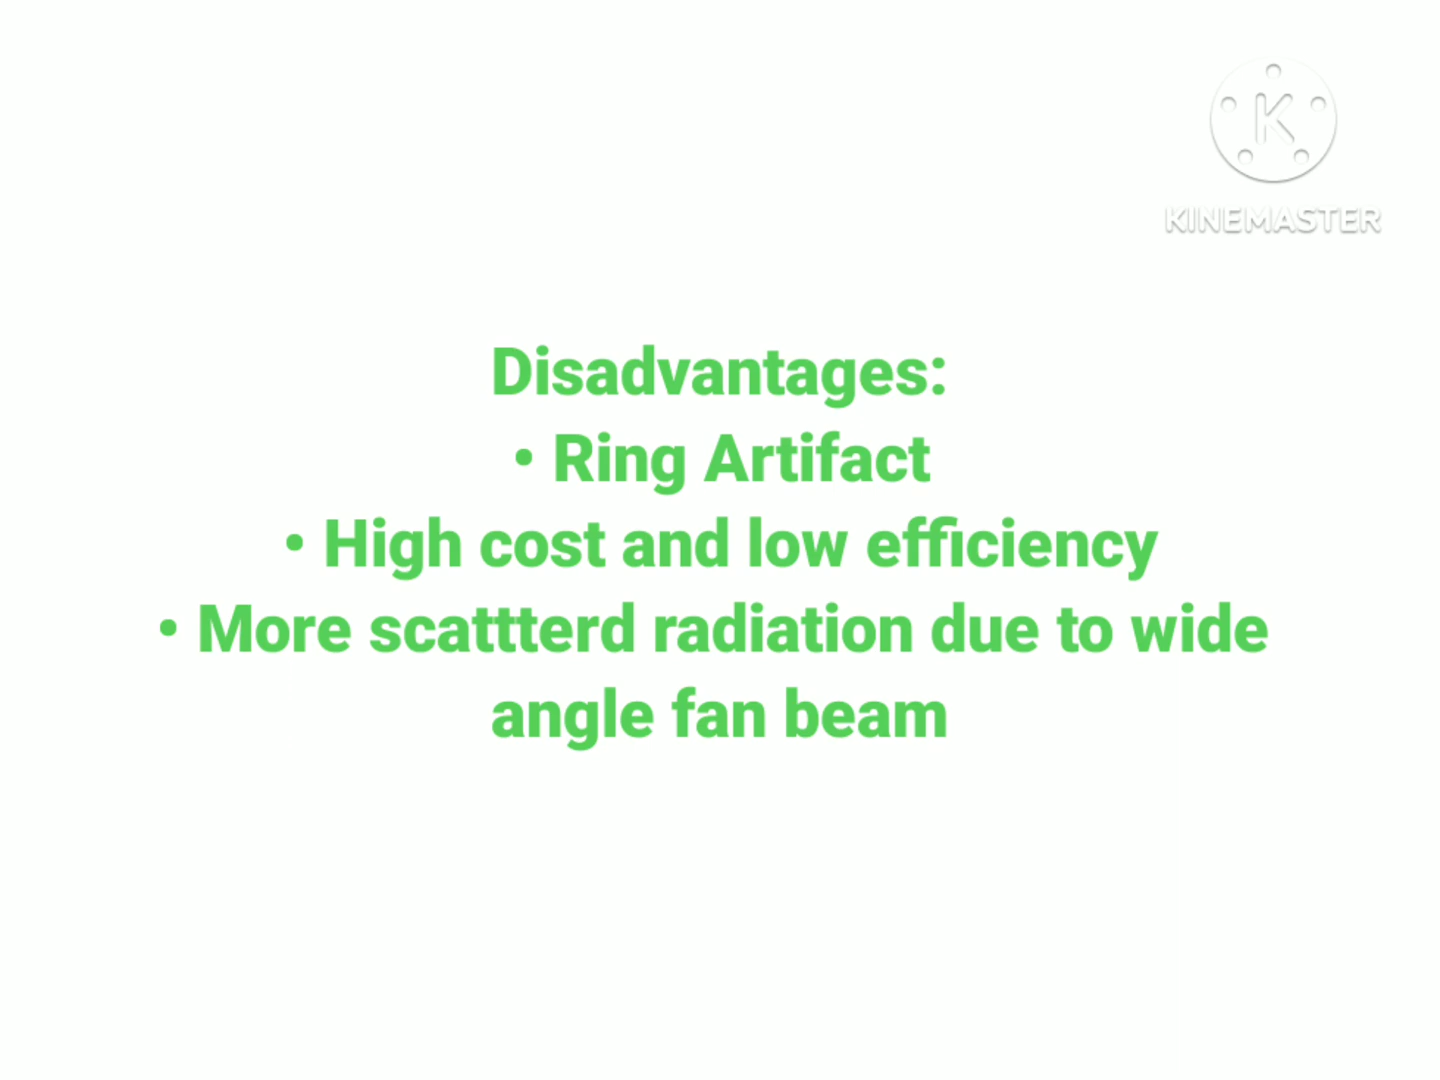 K
KINEMASTER
Disadvantages:
• Ring Artifact
• High cost and low efficiency
• More scattterd radiation due to wide
angle fan beam